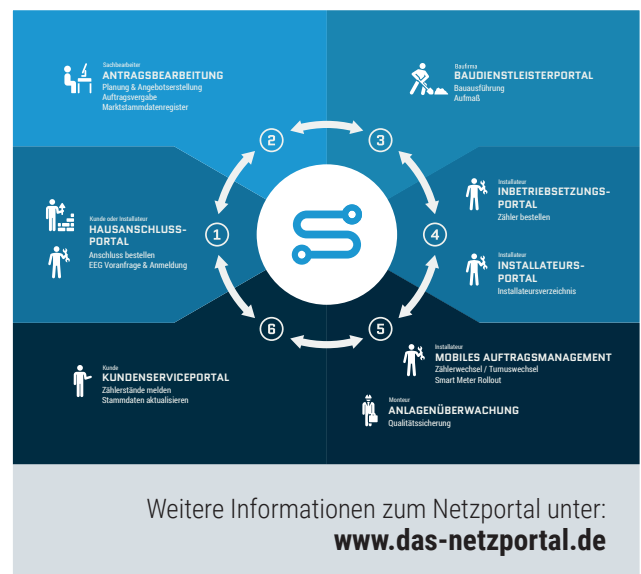 Sachbearbeiter
ANTRAGSBEARBEITUNG
Planung & Angebotserstellung
Auftragsvergabe
Marktstammdatenregister
Baufirma
BAUDIENSTLEISTERPORTAL
Bauausführung
Aufmaß
2
3
Kunde oder Installateur
HAUSANSCHLUSS-
PORTAL
Anschluss bestellen
EEG Voranfrage & Anmeldung
1
4
Installateur
INBETRIEBSETZUNGS-
PORTAL
Zähler bestellen
Installateur
INSTALLATEURS-
PORTAL
Installateursverzeichnis
6
5
Kunde
KUNDENSERVICEPORTAL
Zählerstände melden
Stammdaten aktualisieren
Installateur
MOBILES AUFTRAGSMANAGEMENT
Zählerwechsel / Turnuswechsel
Smart Meter Rollout
Monteur
ANLAGENÜBERWACHUNG
Qualitätssicherung
Weitere Informationen zum Netzportal unter:
www.das-netzportal.de